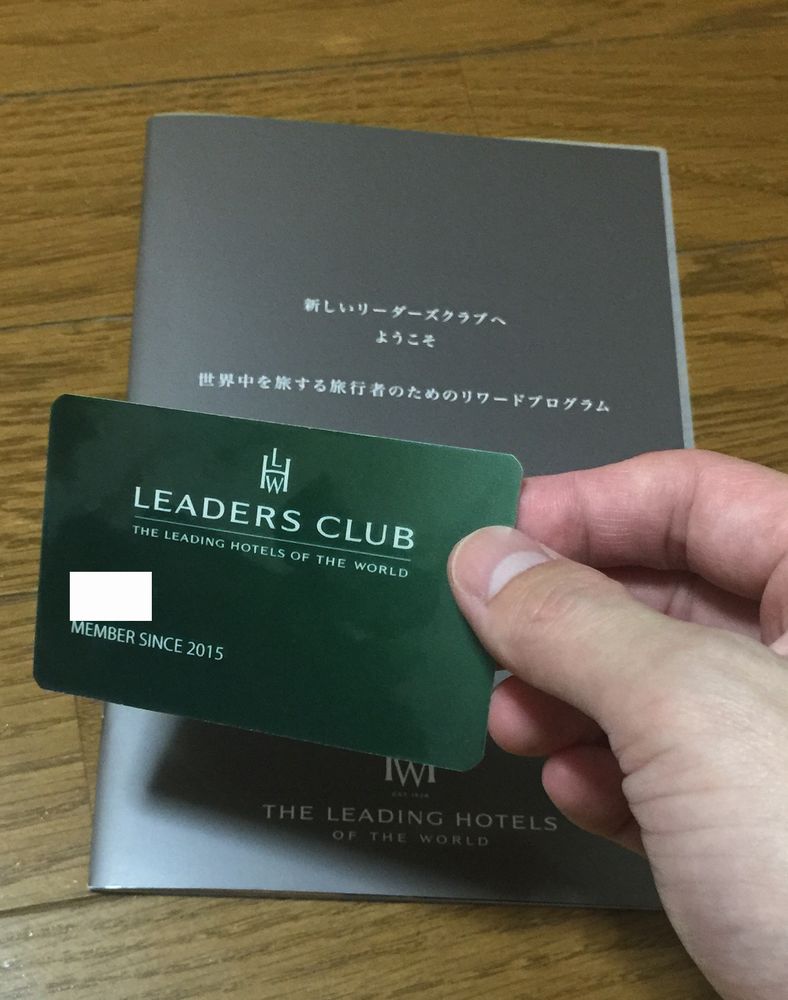 新しいリーダーズクラブへ
ようこそ
世界中を旅する旅行者のためのリワードプログラム
LHW
LEADERS CLUB
THE LEADING HOTELS OF THE WORLD
MEMBER SINCE 2015
EST. 1928
THE LEADING HOTELS
OF THE WORLD